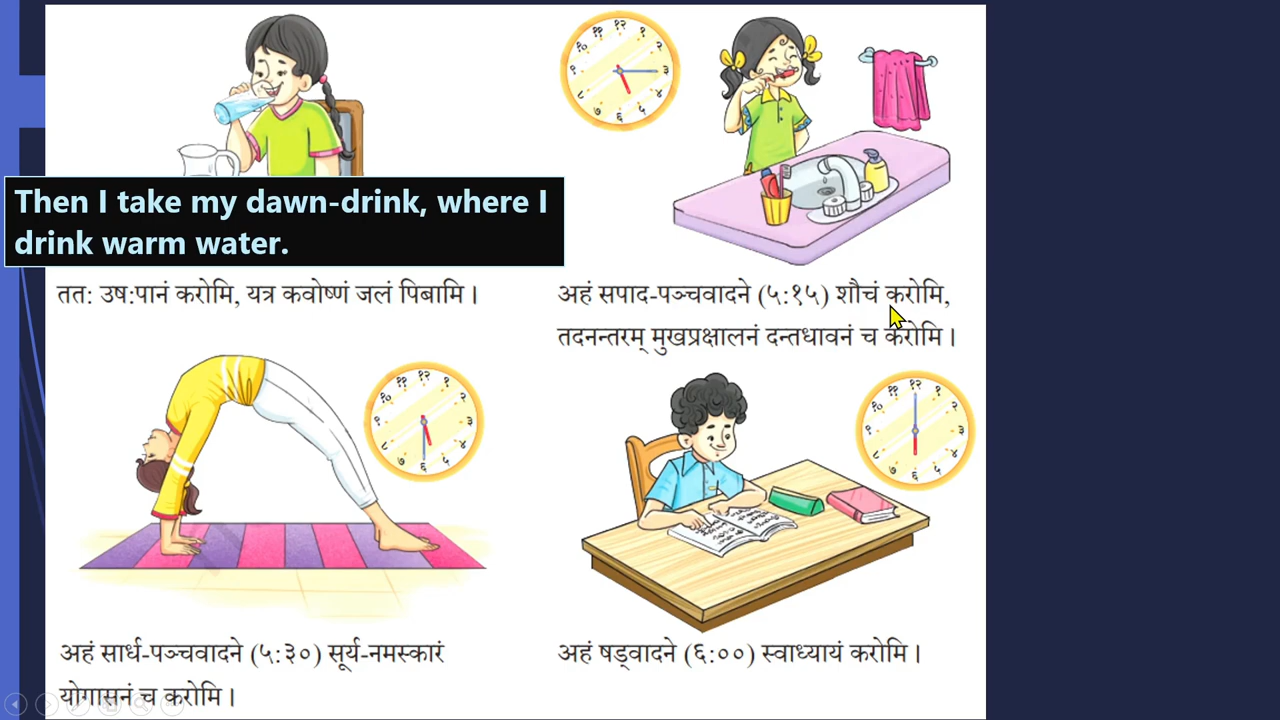 Then I take my dawn-drink, where I
drink warm water.
ततः उषःपानं करोमि, यत्र कवोष्णं जलं पिबामि ।
अहं सपाद-पञ्चवादने (५:१५) शौचं करोमि,
तदनन्तरम् मुखप्रक्षालनं दन्तधावनं च करोमि ।
अहं सार्ध-पञ्चवादने (५:३०) सूर्य-नमस्कारं
योगासनं च करोमि ।
अहं षड्वादने (६:००) स्वाध्यायं करोमि ।